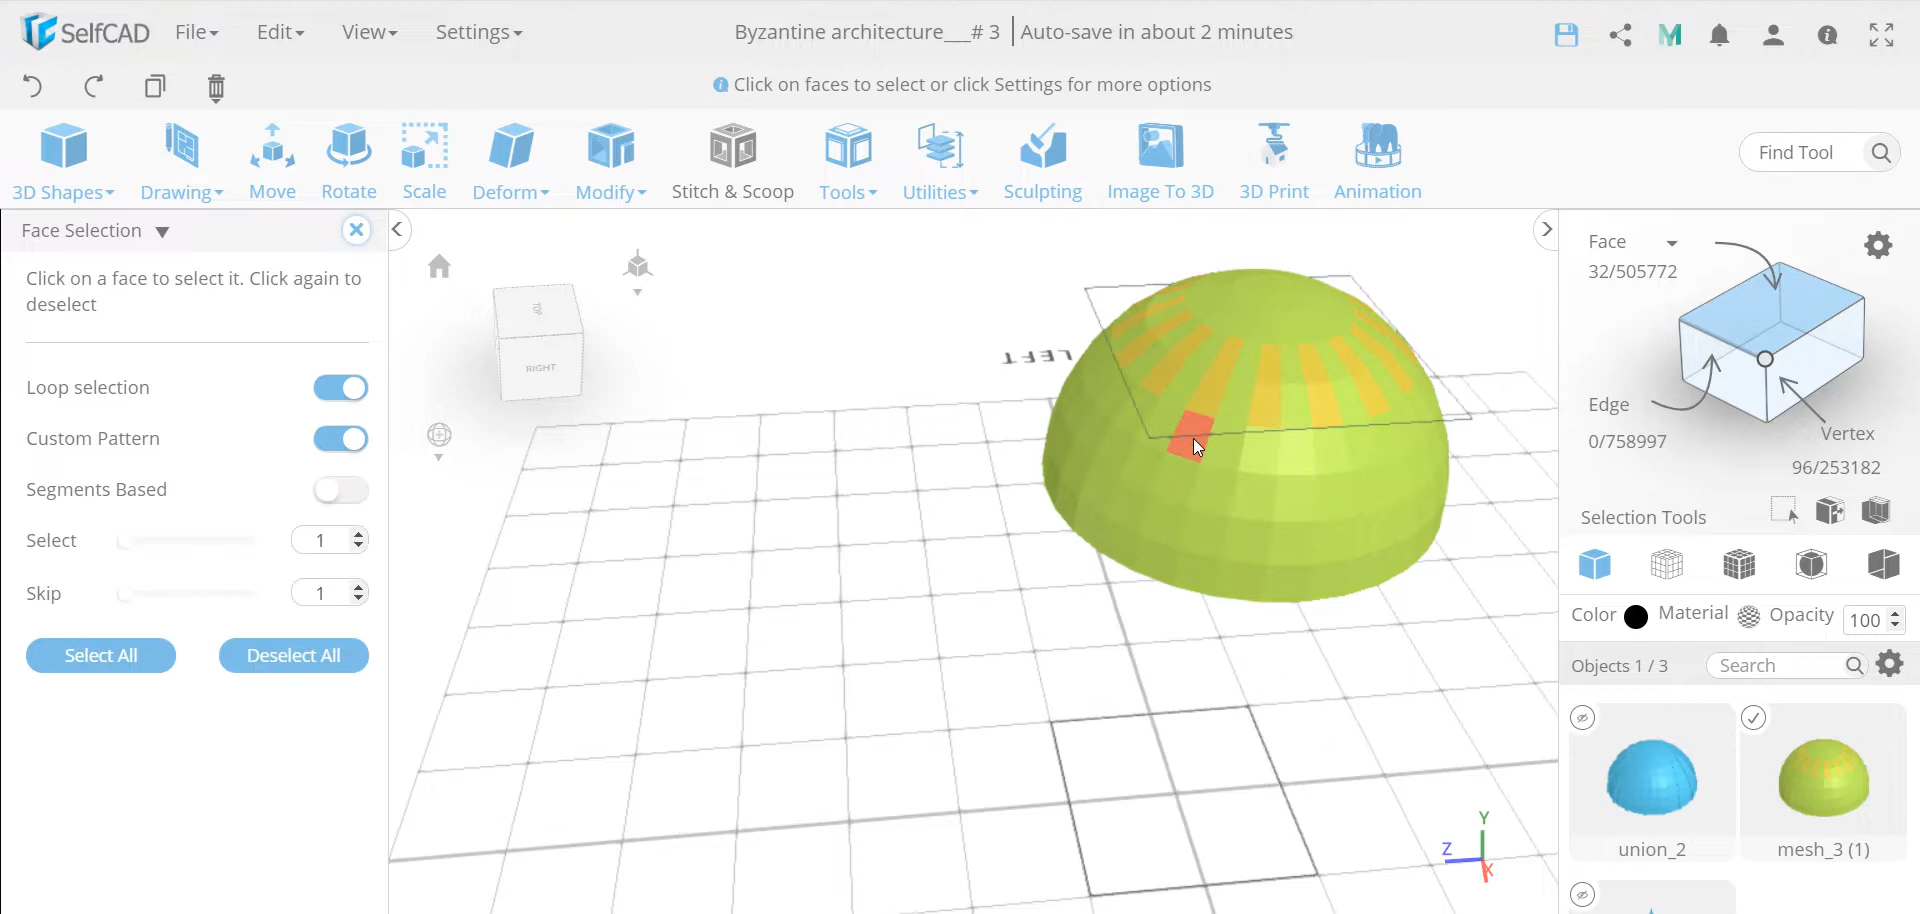 SelfCAD File Edit View Settings Byzantine architecture___# 3 Auto-save in about 2 minutes
Click on faces to select or click Settings for more options
3D Shapes Drawing Move Rotate Scale Deform Modify Stitch & Scoop Tools Utilities Sculpting Image To 3D 3D Print Animation Find Tool
Face Selection
Click on a face to select it. Click again to
deselect
Loop selection
Custom Pattern
Segments Based
Select 1
Skip 1
Select All Deselect All
TOP
RIGHT
LEFT
Y
Z
X
Face
32/505772
Edge
0/758997
Vertex
96/253182
Selection Tools
Color Material Opacity 100
Objects 1 / 3 Search
union_2 mesh_3 (1)